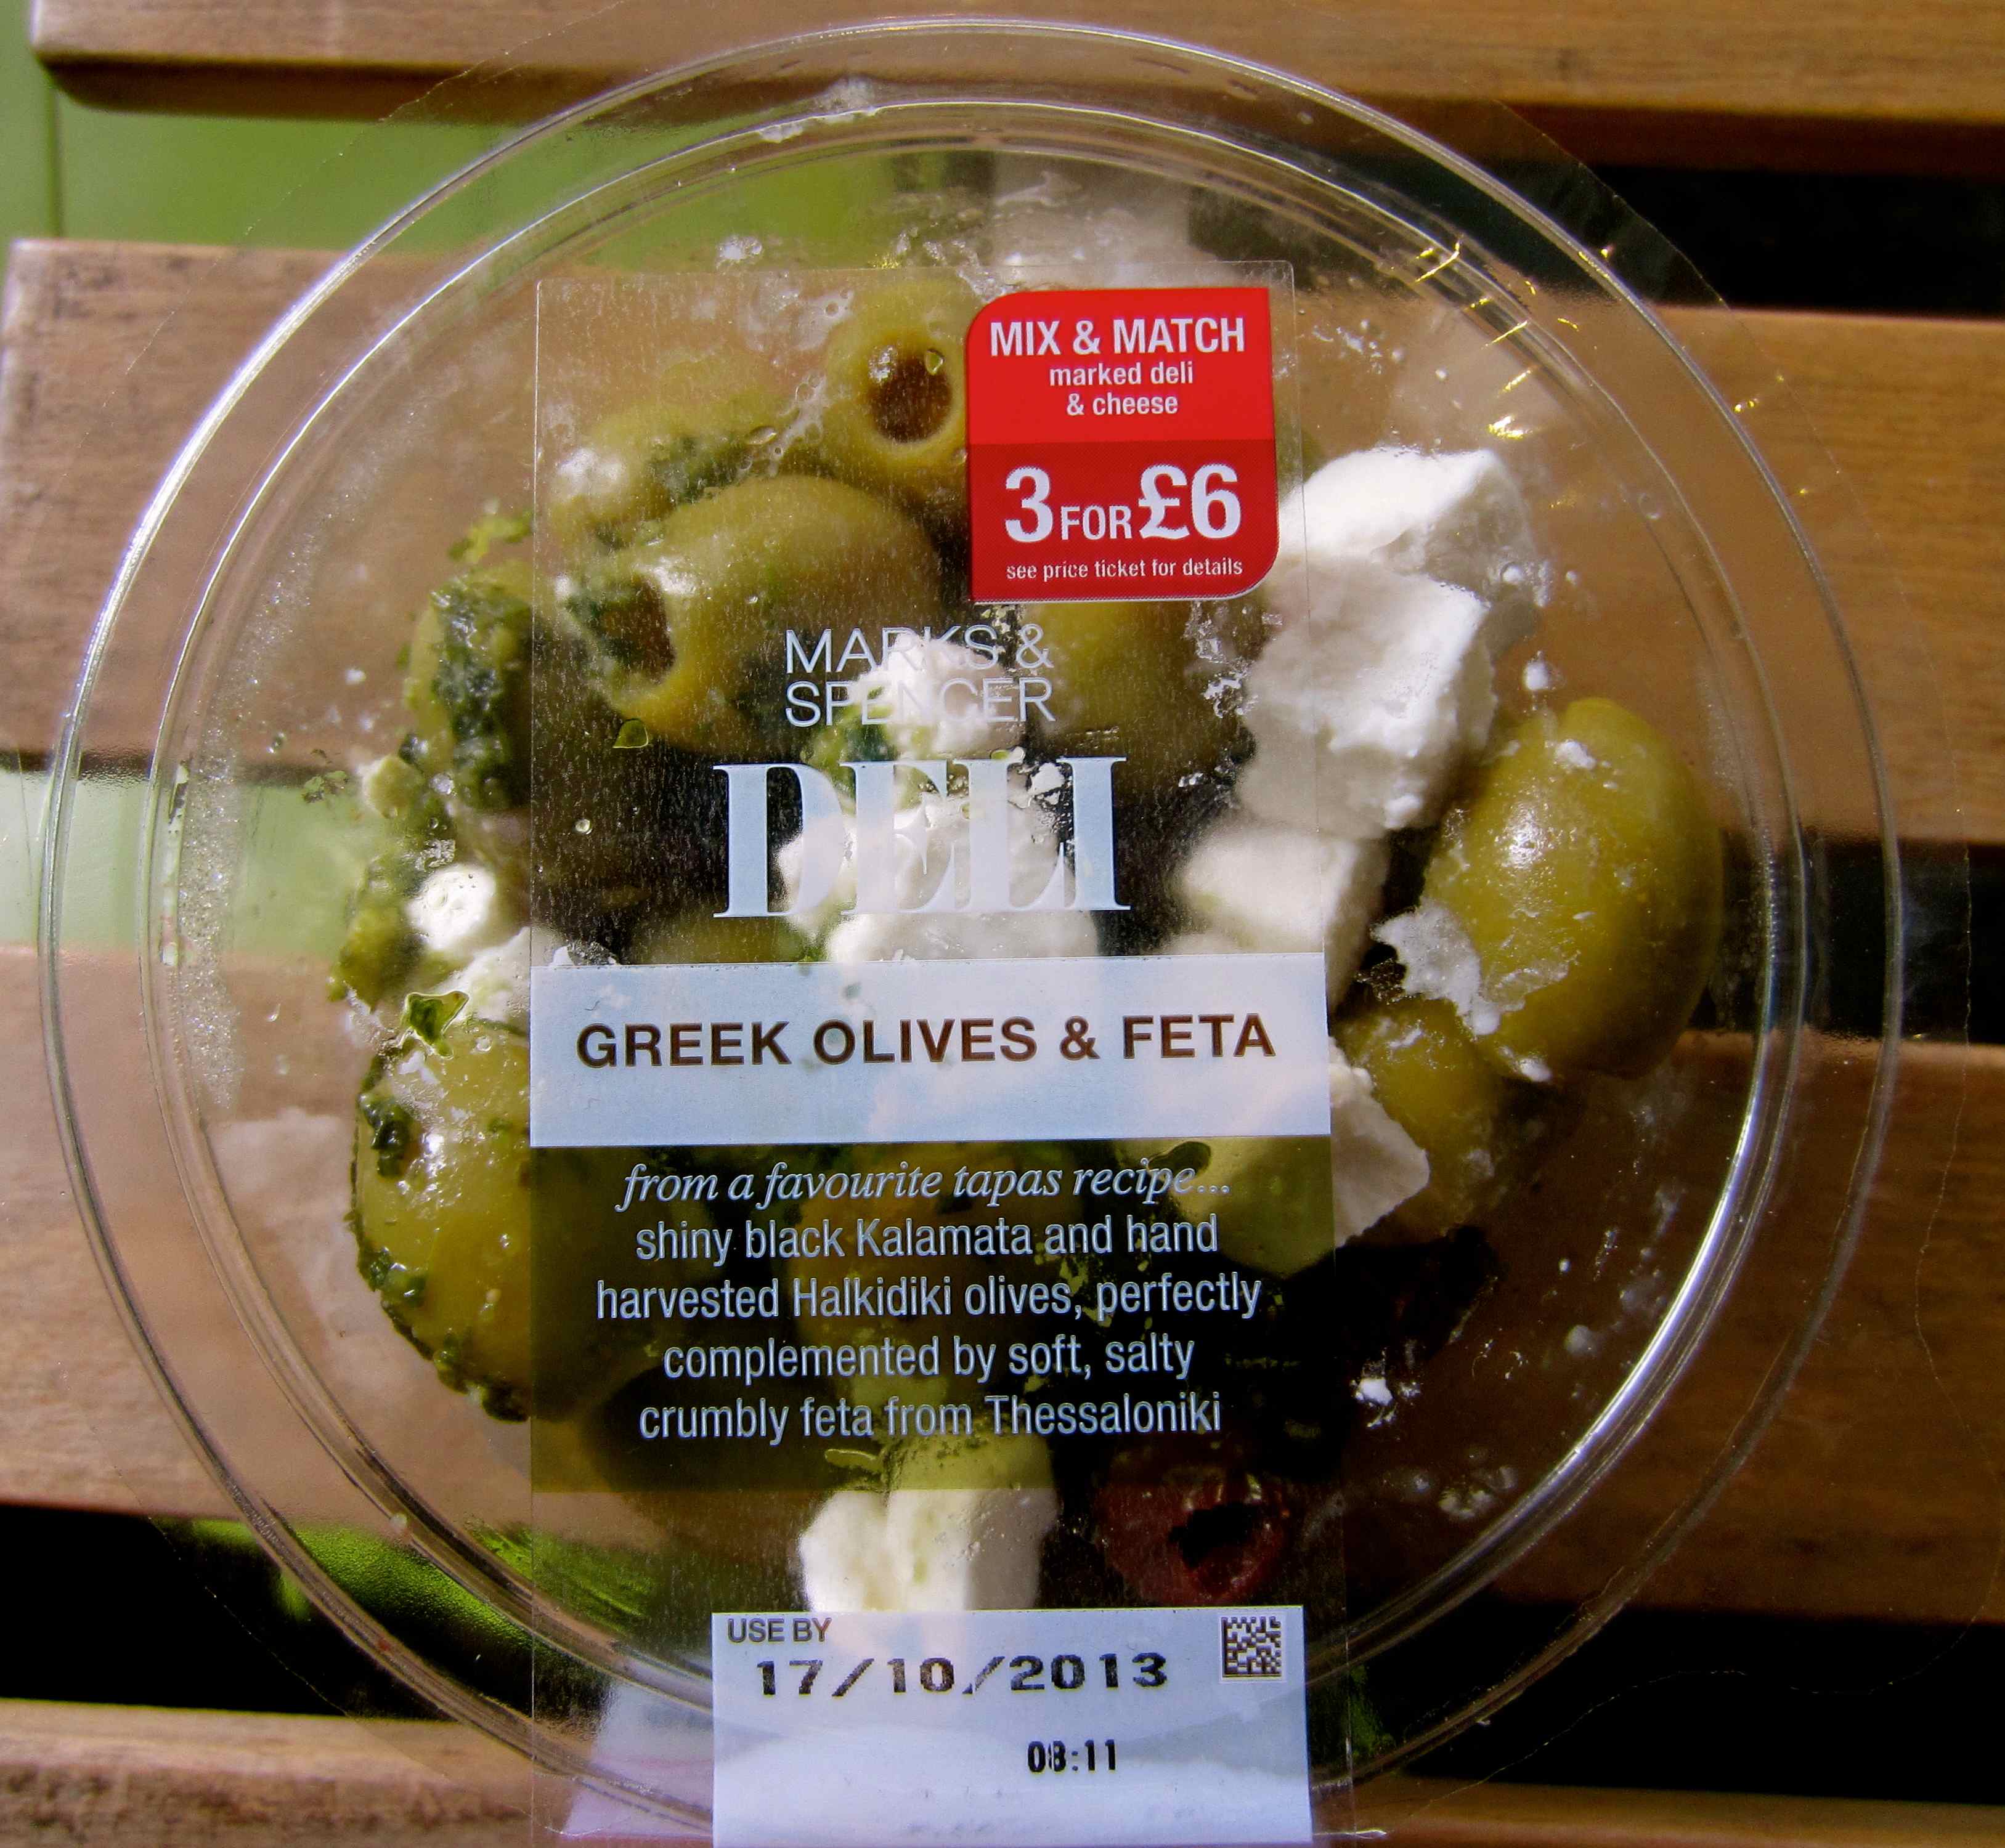 MIX & MATCH
marked deli
& cheese
3 FOR £6
see price ticket for details
MARKS &
SPENCER
DELI
GREEK OLIVES & FETA
from a favourite tapas recipe...
shiny black Kalamata and hand
harvested Halkidiki olives, perfectly
complemented by soft, salty
crumbly feta from Thessaloniki
USE BY
17/10/2013
08:11